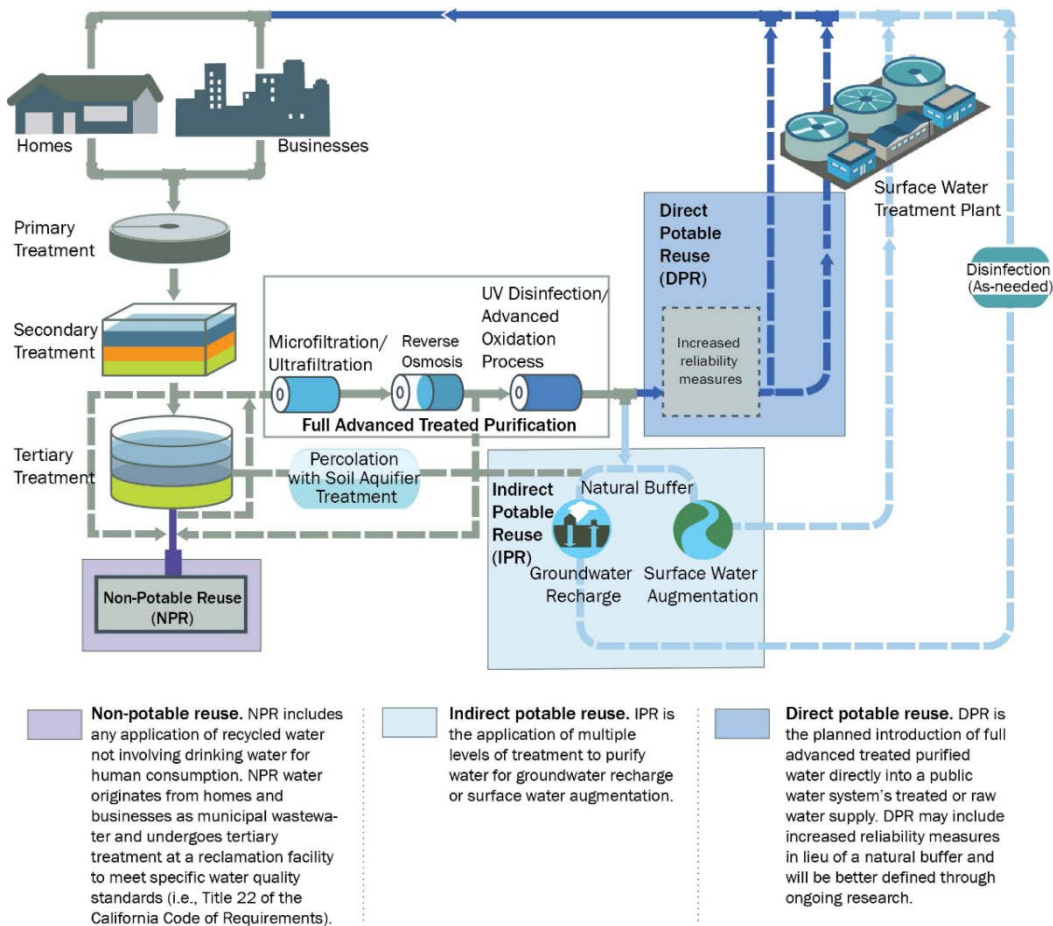 Homes
Businesses
Primary
Treatment
Secondary
Treatment
Tertiary
Treatment
Microfiltration/
Ultrafiltration
Reverse
Osmosis
UV Disinfection/
Advanced
Oxidation
Process
Full Advanced Treated Purification
Percolation
with Soil Aquifier
Treatment
Non-Potable Reuse
(NPR)
Direct
Potable
Reuse
(DPR)
Increased
reliability
measures
Surface Water
Treatment Plant
Disinfection
(As-needed)
Indirect
Potable
Reuse
(IPR)
Natural Buffer
Groundwater
Recharge
Surface Water
Augmentation
Non-potable reuse. NPR includes
any application of recycled water
not involving drinking water for
human consumption. NPR water
originates from homes and
businesses as municipal wastewa-
ter and undergoes tertiary
treatment at a reclamation facility
to meet specific water quality
standards (i.e., Title 22 of the
California Code of Requirements).
Indirect potable reuse. IPR is
the application of multiple
levels of treatment to purify
water for groundwater recharge
or surface water augmentation.
Direct potable reuse. DPR is
the planned introduction of full
advanced treated purified
water directly into a public
water system's treated or raw
water supply. DPR may include
increased reliability measures
in lieu of a natural buffer and
will be better defined through
ongoing research.